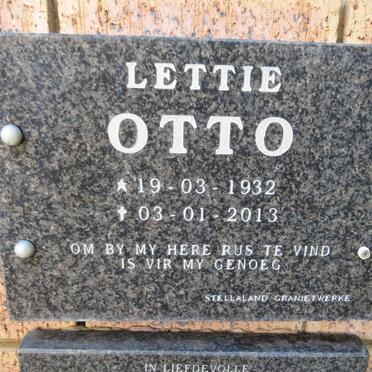 LETTIE
OTTO
19-03-1932
03-01-2013
OM BY MY HERE RUS TE VIND
IS VIR MY GENOEG
STELLALAND GRANIETWERKE
IN LIEFDEVOLLE